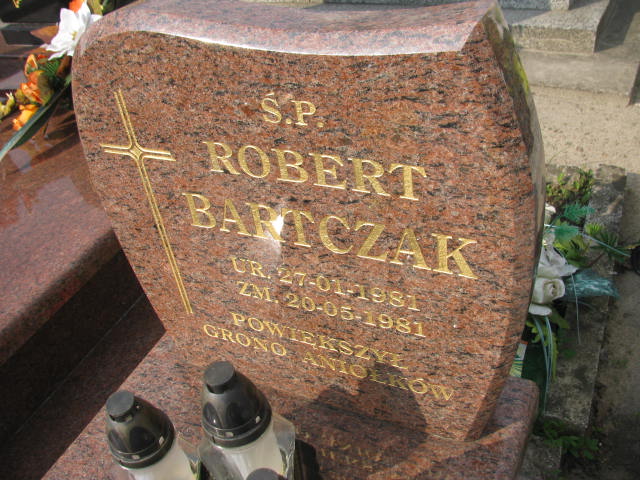 Ś.P.
ROBERT
BARTCZAK
UR. 27-01-1981
ZM. 20-05-1981
POWIĘKSZYŁ
GRONO ANIOŁKÓW